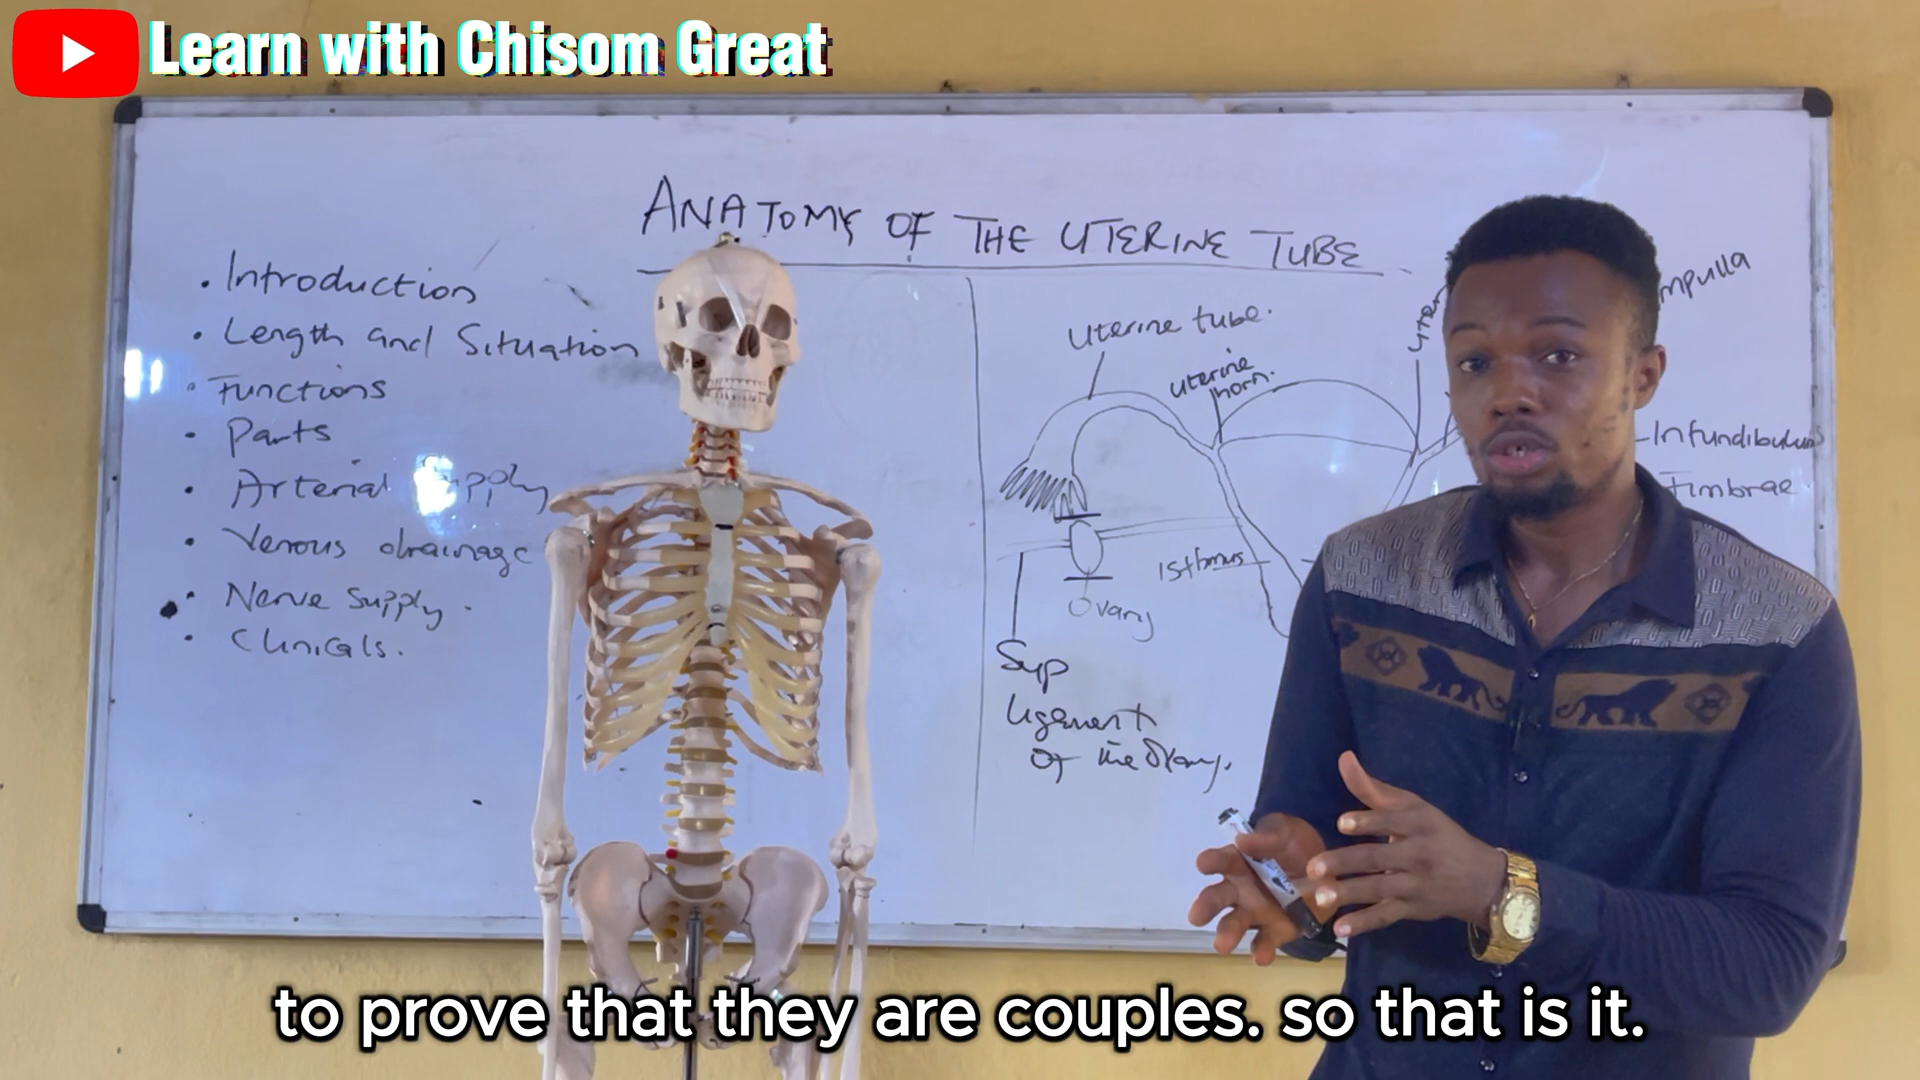 Learn with Chisom Great
ANATOMY OF THE UTERINE TUBE
• Introduction
• Length and Situation
• Functions
• Parts
• Arterial Supply
• Venous drainage
• Nerve Supply.
• Clinicals.
Uterine tube.
Uterine
horn.
mpulla
Infundibulum
Fimbrae
Isthmus
Ovary
Sup
ligament
of the Ovary.
to prove that they are couples. so that is it.